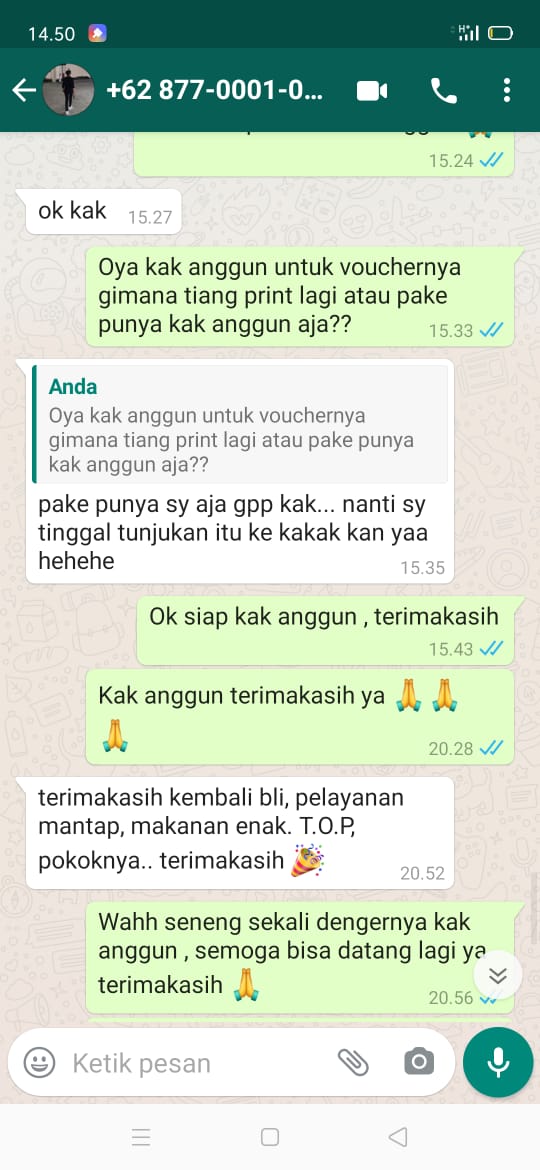 14.50
+62 877-0001-0...
15.24
ok kak 15.27
Oya kak anggun untuk vouchernya
gimana tiang print lagi atau pake
punya kak anggun aja?? 15.33
Anda
Oya kak anggun untuk vouchernya
gimana tiang print lagi atau pake punya
kak anggun aja??
pake punya sy aja gpp kak... nanti sy
tinggal tunjukan itu ke kakak kan yaa
hehehe 15.35
Ok siap kak anggun , terimakasih
15.43
Kak anggun terimakasih ya 🙏 🙏
🙏 20.28
terimakasih kembali bli, pelayanan
mantap, makanan enak. T.O.P,
pokoknya.. terimakasih 🎉 20.52
Wahh seneng sekali dengernya kak
anggun , semoga bisa datang lagi ya
terimakasih 🙏 20.56
Ketik pesan